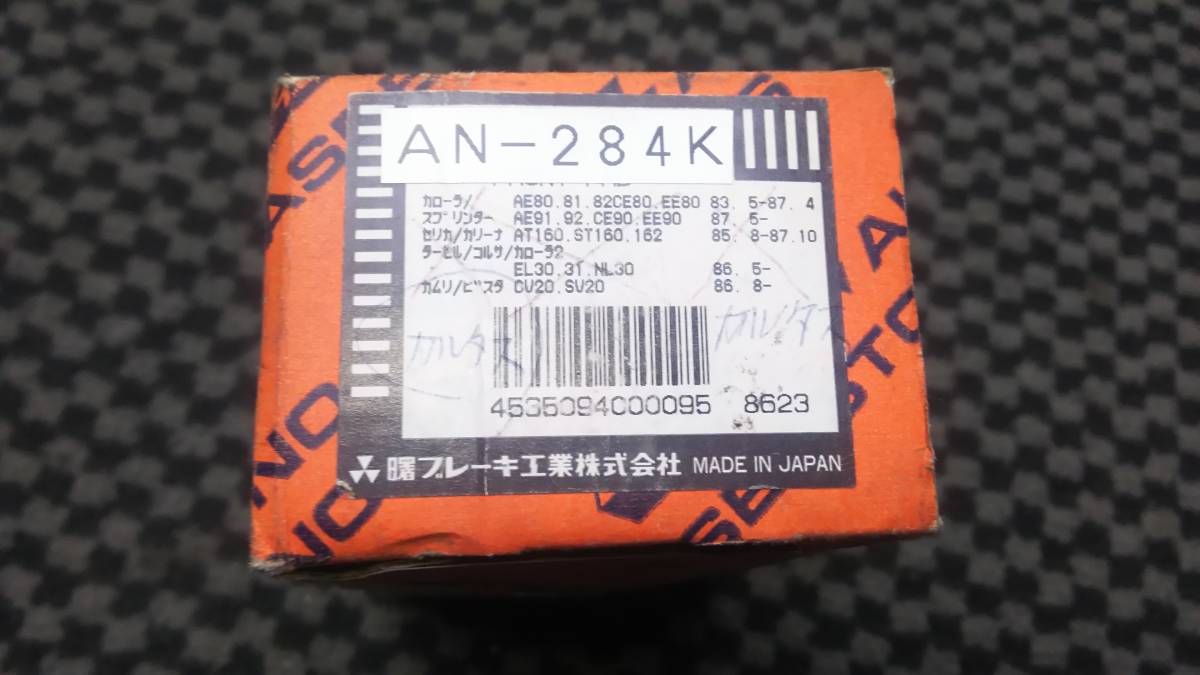 AN-284K
カローラ/ AE80.81.82CE80.EE80 83. 5-87. 4
スプリンター AE91.92.CE90.EE90 87. 5-
セリカ/カリーナ AT160.ST160.162 85. 8-87.10
ターセル/コルサ/カローラ2
EL30.31.NL30 86. 5-
カムリ/ビスタ CV20.SV20 86. 8-
カルタス カルタス
4535094000095 8623
曙ブレーキ工業株式会社 MADE IN JAPAN